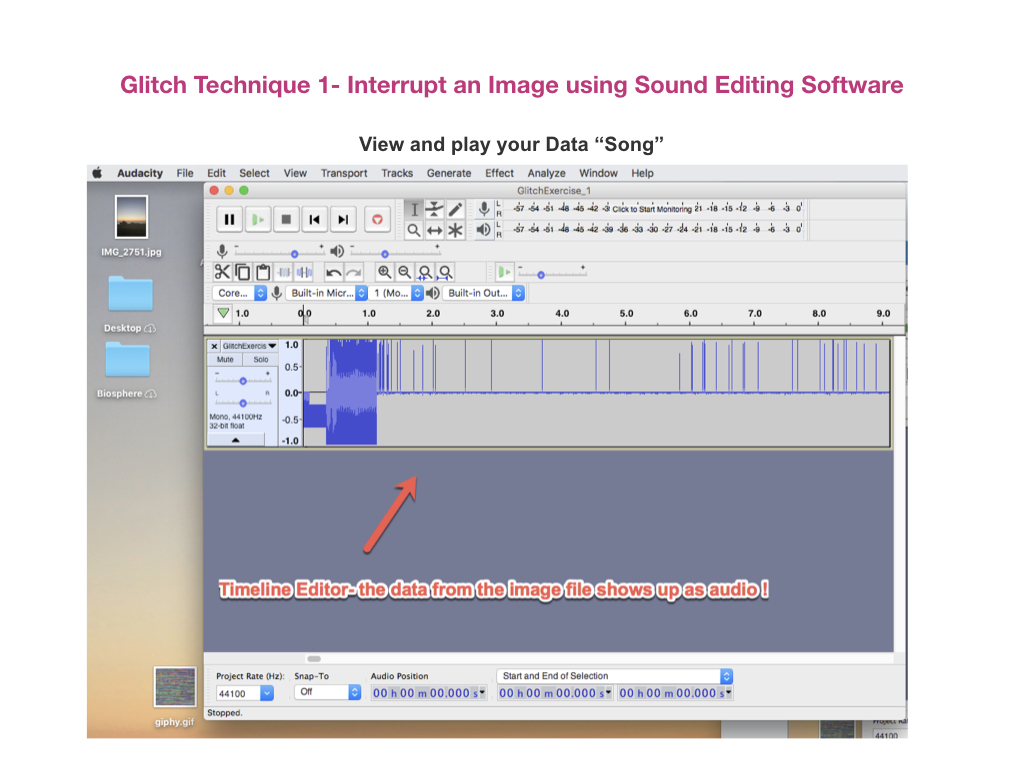 Glitch Technique 1- Interrupt an Image using Sound Editing Software
View and play your Data “Song”
Audacity File Edit Select View Transport Tracks Generate Effect Analyze Window Help
GlitchExercise_1
L
R
-57 -54 -51 -48 -45 -42 -3 Click to Start Monitoring 21 -18 -15 -12 -9 -6 -3 0
L
R
-57 -54 -51 -48 -45 -42 -39 -36 -33 -30 -27 -24 -21 -18 -15 -12 -9 -6 -3 0
IMG_2751.jpg
Core... Built-in Micr... 1 (Mo... Built-in Out...
1.0 0.0 1.0 2.0 3.0 4.0 5.0 6.0 7.0 8.0 9.0
Desktop
Biosphere
GlitchExercis
Mute Solo
- +
L R
Mono, 44100Hz
32-bit float
1.0
0.5-
0.0-
-0.5-
-1.0
Timeline Editor- the data from the image file shows up as audio !
Project Rate (Hz): Snap-To Audio Position Start and End of Selection
44100 Off 00 h 00 m 00.000 s 00 h 00 m 00.000 s 00 h 00 m 00.000 s
Stopped.
giphy.gif
44100